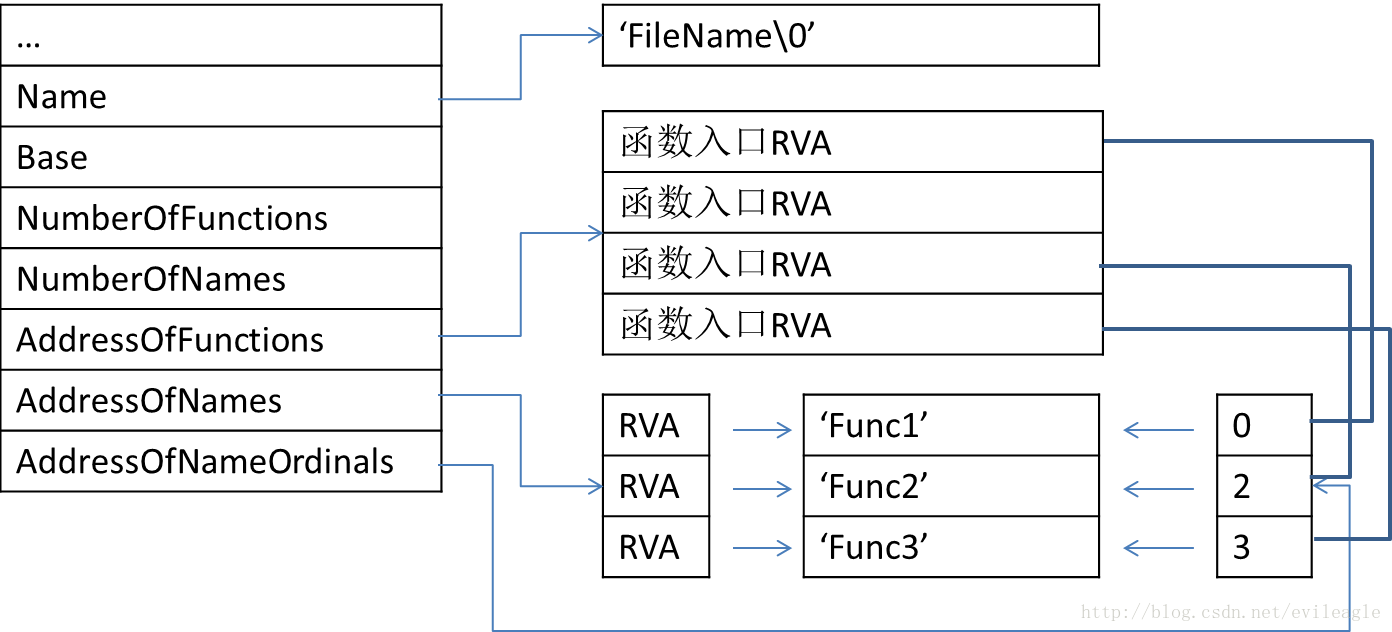 ...
Name
Base
NumberOfFunctions
NumberOfNames
AddressOfFunctions
AddressOfNames
AddressOfNameOrdinals
‘FileName\0’
函数入口RVA
函数入口RVA
函数入口RVA
函数入口RVA
RVA ‘Func1’ 0
RVA ‘Func2’ 2
RVA ‘Func3’ 3
http://blog.csdn.net/evileagle